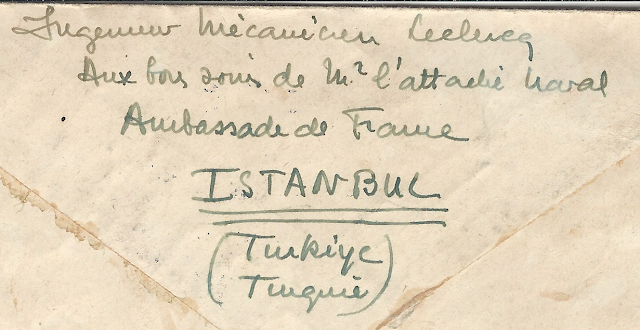 Ingenieur Mécanicien Leclercq
Aux bons soins de Mr l'attaché naval
Ambassade de France
ISTANBUL
(Turkiye
Turquie)